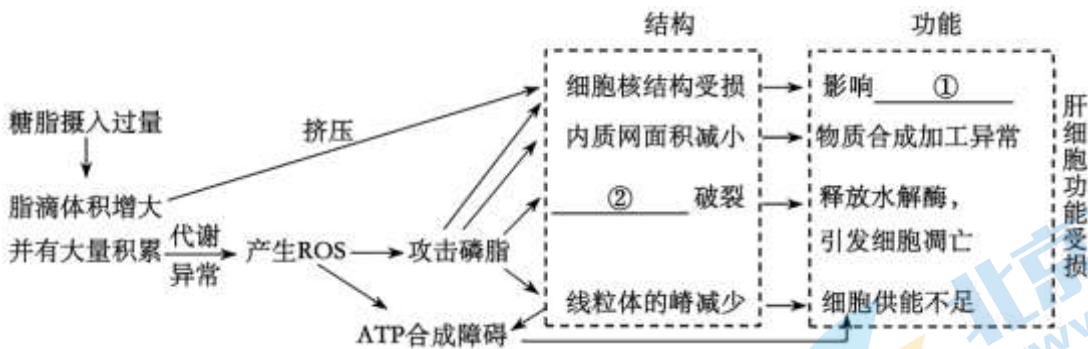 结构
功能
细胞核结构受损
影响 ①
糖脂摄入过量
挤压
内质网面积减小
物质合成加工异常
脂滴体积增大
② 破裂
释放水解酶，
并有大量积累
代谢
异常
产生ROS
攻击磷脂
引发细胞凋亡
线粒体的嵴减少
细胞供能不足
ATP合成障碍
肝细胞功能受损
北京